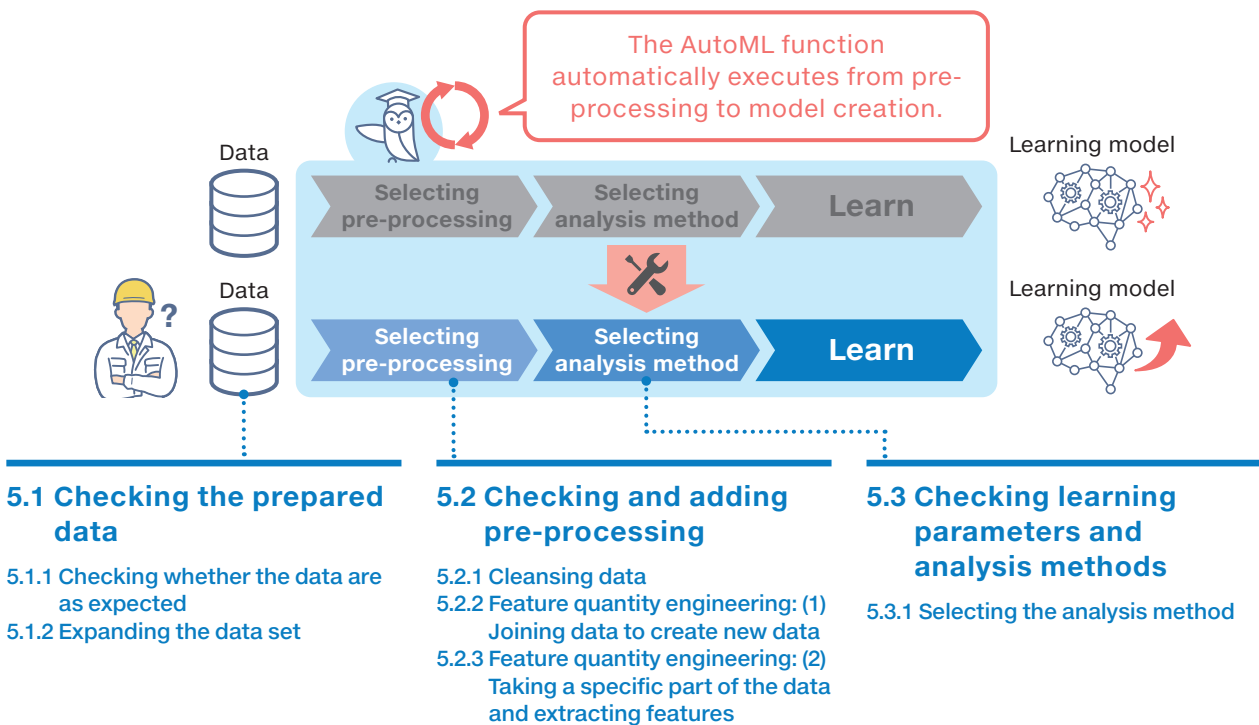 The AutoML function
automatically executes from pre-
processing to model creation.
Data
Selecting
pre-processing
Selecting
analysis method
Learn
Learning model
?
Data
Selecting
pre-processing
Selecting
analysis method
Learn
Learning model
5.1 Checking the prepared
data
5.1.1 Checking whether the data are
as expected
5.1.2 Expanding the data set
5.2 Checking and adding
pre-processing
5.2.1 Cleansing data
5.2.2 Feature quantity engineering: (1)
Joining data to create new data
5.2.3 Feature quantity engineering: (2)
Taking a specific part of the data
and extracting features
5.3 Checking learning
parameters and
analysis methods
5.3.1 Selecting the analysis method